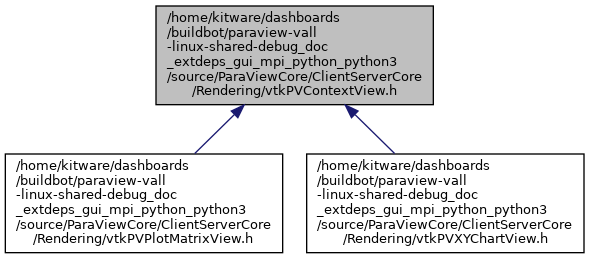 /home/kitware/dashboards
/buildbot/paraview-vall
-linux-shared-debug_doc
_extdeps_gui_mpi_python_python3
/source/ParaViewCore/ClientServerCore
/Rendering/vtkPVContextView.h
/home/kitware/dashboards
/buildbot/paraview-vall
-linux-shared-debug_doc
_extdeps_gui_mpi_python_python3
/source/ParaViewCore/ClientServerCore
/Rendering/vtkPVPlotMatrixView.h
/home/kitware/dashboards
/buildbot/paraview-vall
-linux-shared-debug_doc
_extdeps_gui_mpi_python_python3
/source/ParaViewCore/ClientServerCore
/Rendering/vtkPVXYChartView.h